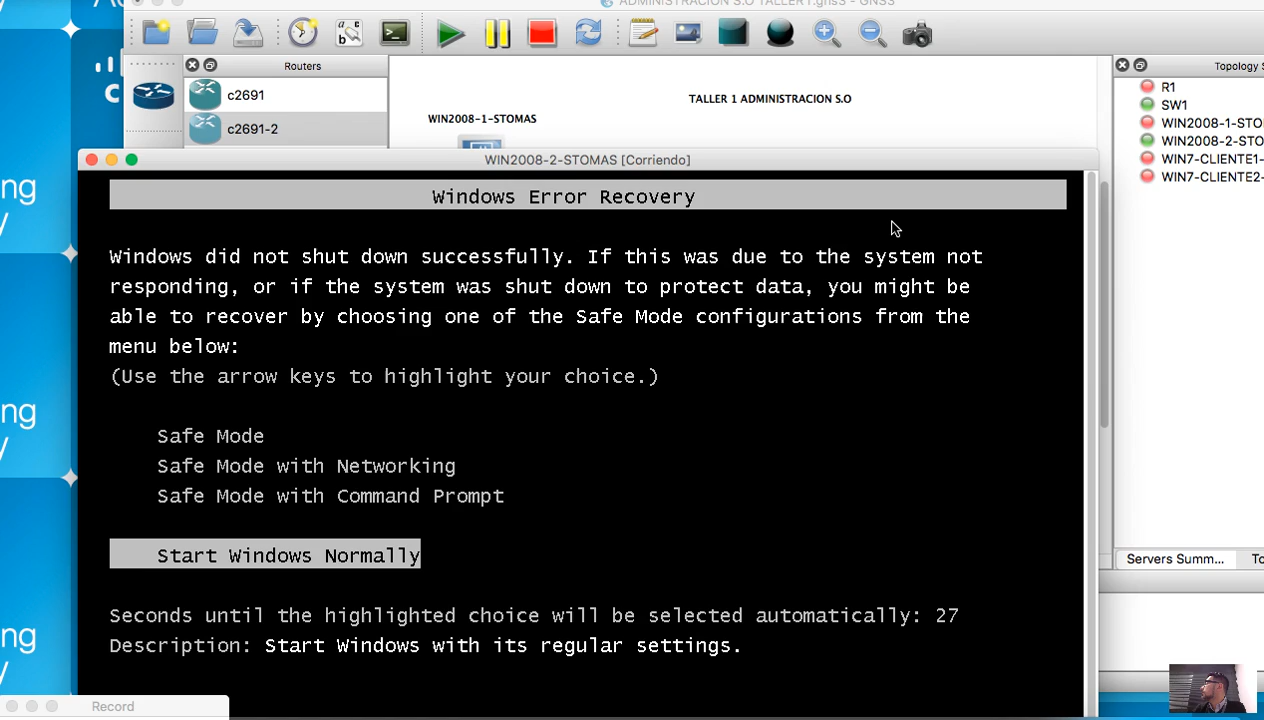 ADMINISTRACION S.O TALLER1.gns3 - GNS3
Routers
c2691
c2691-2
TALLER 1 ADMINISTRACION S.O
WIN2008-1-STOMAS
Topology S
R1
SW1
WIN2008-1-STO
WIN2008-2-STO
WIN7-CLIENTE1-
WIN7-CLIENTE2-
WIN2008-2-STOMAS [Corriendo]
Windows Error Recovery
Windows did not shut down successfully. If this was due to the system not
responding, or if the system was shut down to protect data, you might be
able to recover by choosing one of the Safe Mode configurations from the
menu below:
(Use the arrow keys to highlight your choice.)
Safe Mode
Safe Mode with Networking
Safe Mode with Command Prompt
Start Windows Normally
Seconds until the highlighted choice will be selected automatically: 27
Description: Start Windows with its regular settings.
Servers Summ...
To
ng
y
ng
y
ng
y
Record